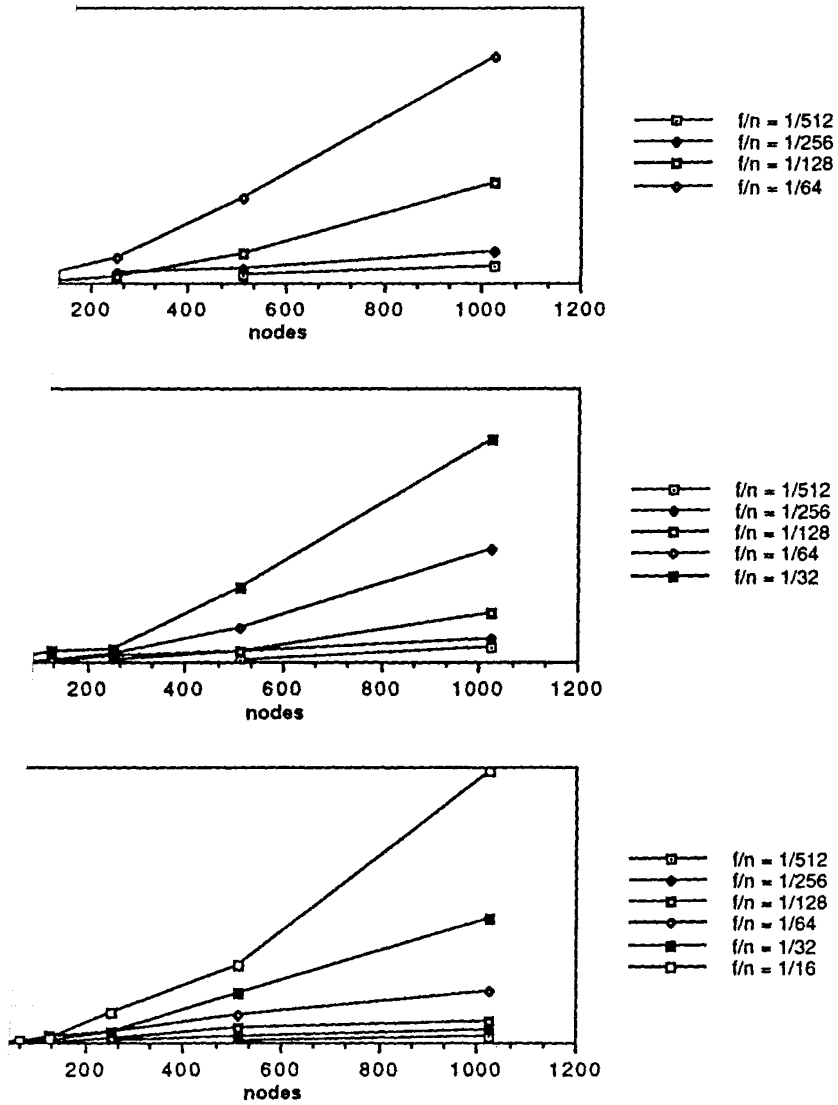 f/n = 1/512
f/n = 1/256
f/n = 1/128
f/n = 1/64
200 400 600 800 1000 1200
nodes
f/n = 1/512
f/n = 1/256
f/n = 1/128
f/n = 1/64
f/n = 1/32
200 400 600 800 1000 1200
nodes
f/n = 1/512
f/n = 1/256
f/n = 1/128
f/n = 1/64
f/n = 1/32
f/n = 1/16
200 400 600 800 1000 1200
nodes